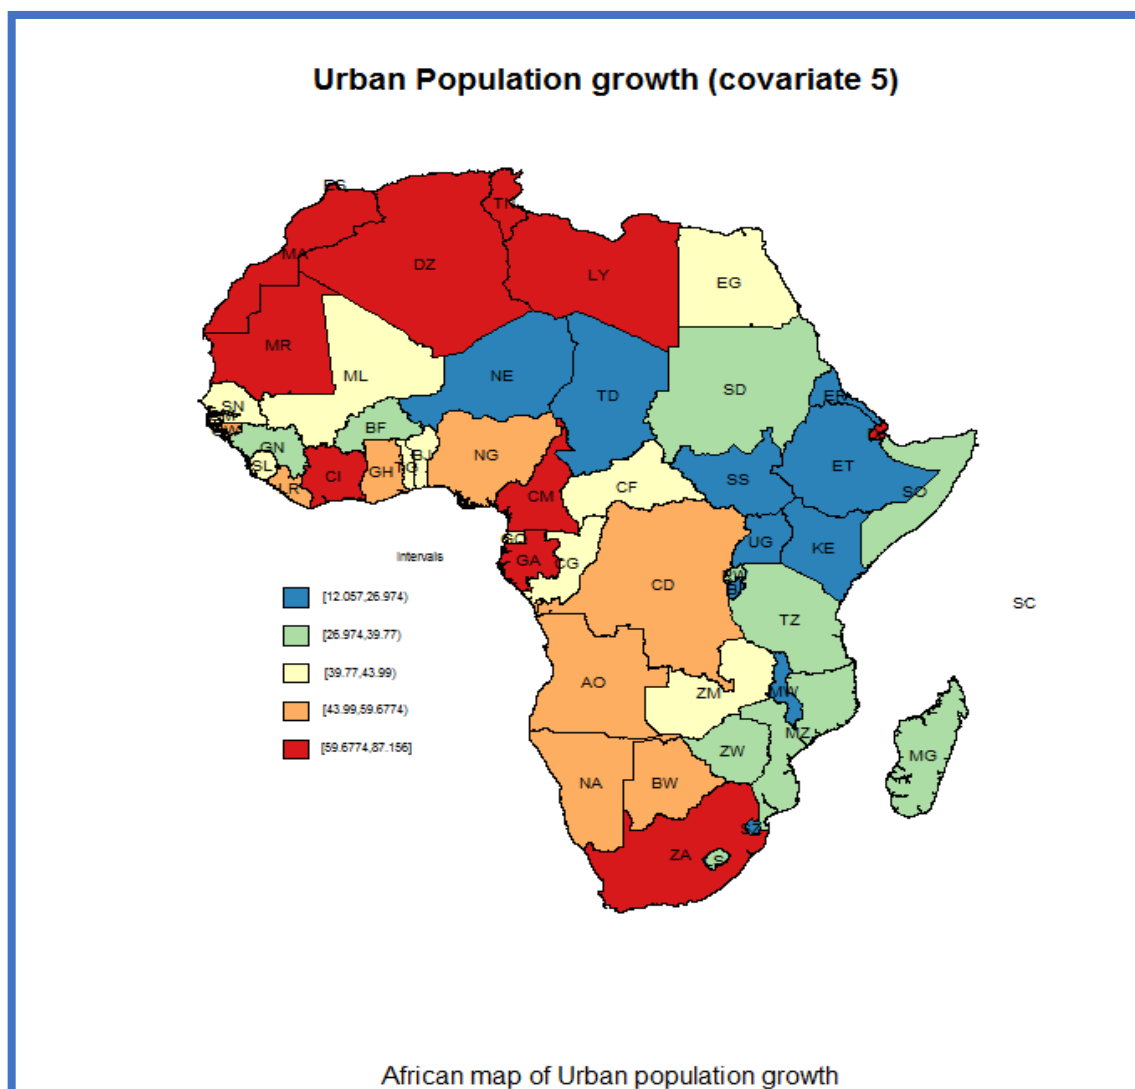 Urban Population growth (covariate 5)
ES
TN
MA
DZ
LY
EG
MR
ML
NE
TD
SD
ER
SN
BF
GN
SL
LR
CI
GH
TG
BJ
NG
CM
CF
SS
ET
SO
UG
KE
GA
CG
CD
Intervals
[12.057,26.974)
[26.974,39.77)
[39.77,43.99)
[43.99,59.6774)
[59.6774,87.156]
TZ
SC
AO
ZM
MW
MZ
ZW
MG
NA
BW
SZ
ZA
S
African map of Urban population growth